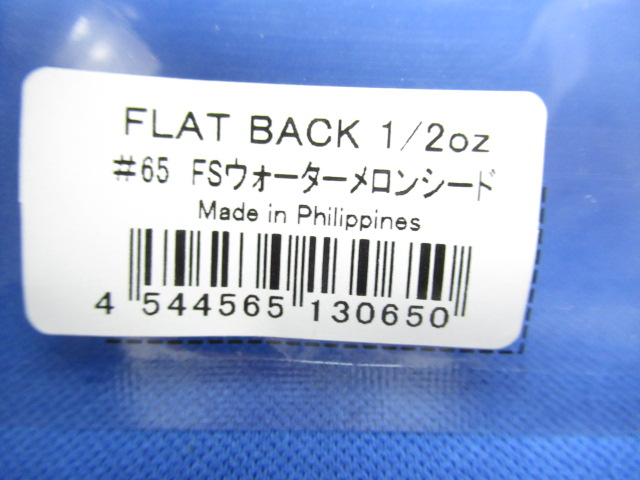 FLAT BACK 1/2oz
#65 FSウォーターメロンシード
Made in Philippines
4 544565 130650